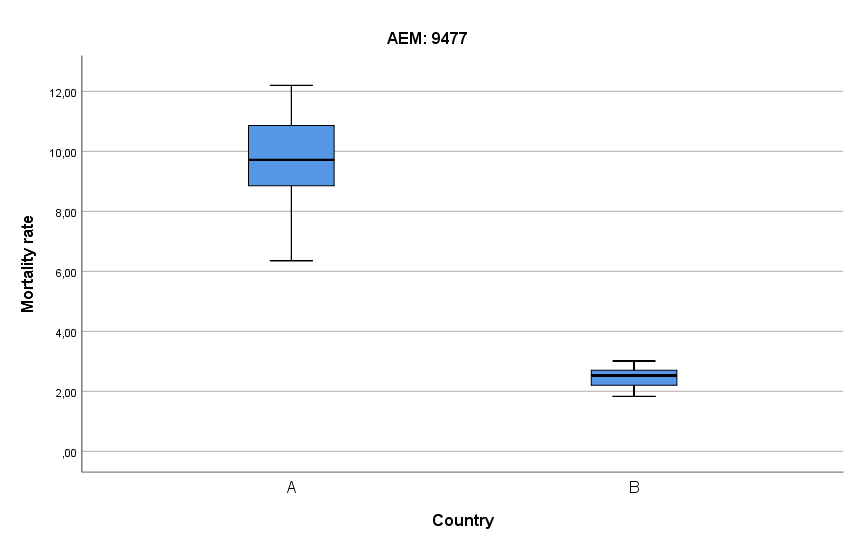 AEM: 9477
12,00
10,00
8,00
6,00
4,00
2,00
,00
Mortality rate
A
B
Country